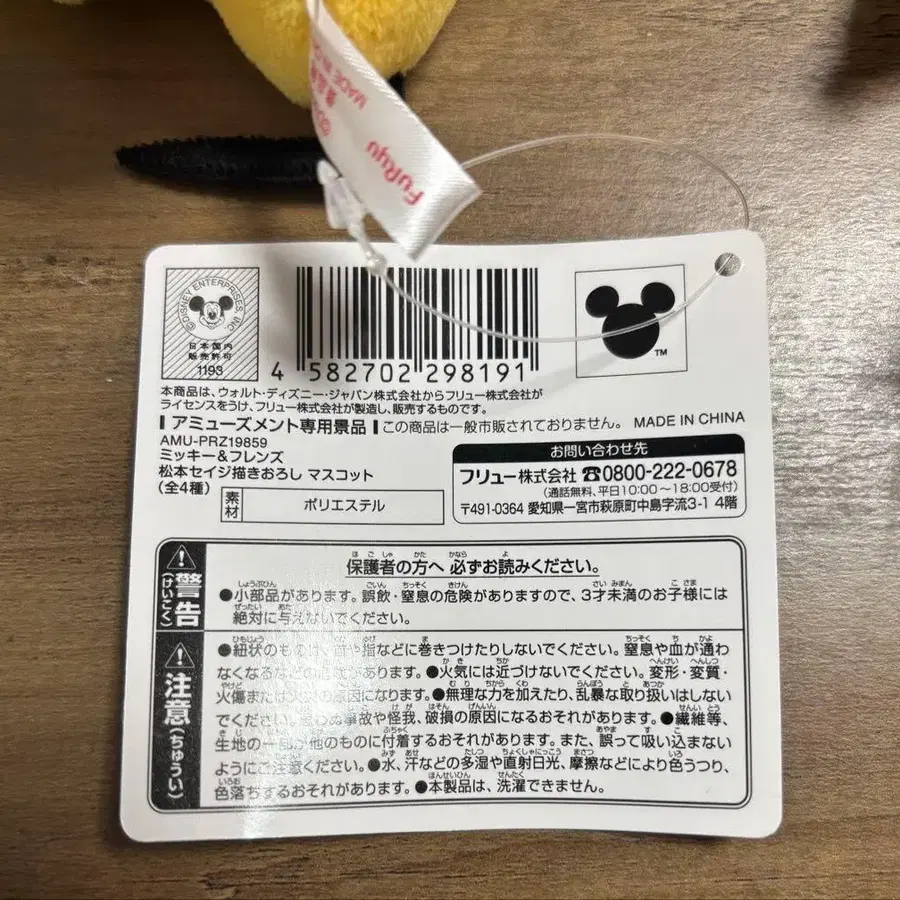 MADE IN
FuRyu
©DISNEY ENTERPRISES, INC.
日本国内
販売許可
1193
4 582702 298191
TM
本商品は、ウォルト・ディズニー・ジャパン株式会社からフリュー株式会社が
ライセンスをうけ、フリュー株式会社が製造し、販売するものです。
アミューズメント専用景品 この商品は一般市販されておりません。 MADE IN CHINA
AMU-PRZ19859
ミッキー&フレンズ
松本セイジ描きおろし マスコット
(全4種)
素材 ポリエステル
お問い合わせ先
フリュー株式会社 ☎0800-222-0678
(通話無料、平日10:00~18:00受付)
〒491-0364 愛知県一宮市萩原町中島字流3-1 4階
警告(けいこく)
保護者の方へ 必ずお読みください。
●小部品があります。誤飲・窒息の危険がありますので、3才未満のお子様には
絶対に与えないでください。
注意(ちゅうい)
●紐状のものは、首や指などに巻きつけたりしないでください。窒息や血が通わ
なくなるなどの危険があります。●火気には近づけないでください。変形・変質・
火傷または火災の原因になります。●無理な力を加えたり、乱暴な取り扱いはしない
でください。思わぬ事故や怪我、破損の原因になるおそれがあります。●繊維等、
生地の一部が他のものに付着するおそれがあります。また、誤って吸い込まない
ようにご注意ください。●水、汗などの多湿や直射日光、摩擦などにより色うつり、
色落ちするおそれがあります。●本製品は、洗濯できません。